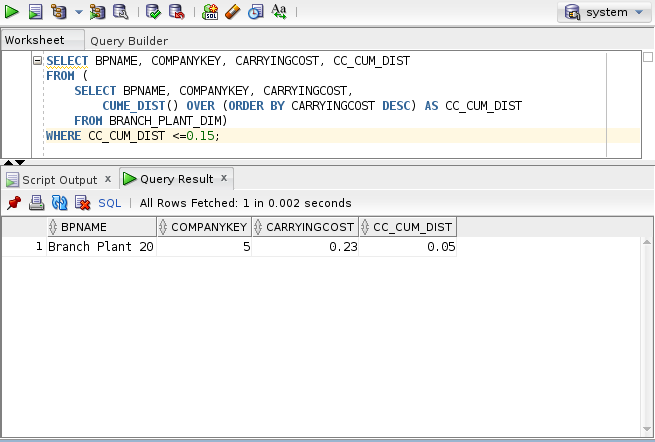 system
Worksheet Query Builder
SELECT BPNAME, COMPANYKEY, CARRYINGCOST, CC_CUM_DIST
FROM (
SELECT BPNAME, COMPANYKEY, CARRYINGCOST,
CUME_DIST() OVER (ORDER BY CARRYINGCOST DESC) AS CC_CUM_DIST
FROM BRANCH_PLANT_DIM)
WHERE CC_CUM_DIST <=0.15;
Script Output x Query Result x
SQL | All Rows Fetched: 1 in 0.002 seconds
BPNAME COMPANYKEY CARRYINGCOST CC_CUM_DIST
1 Branch Plant 20 5 0.23 0.05